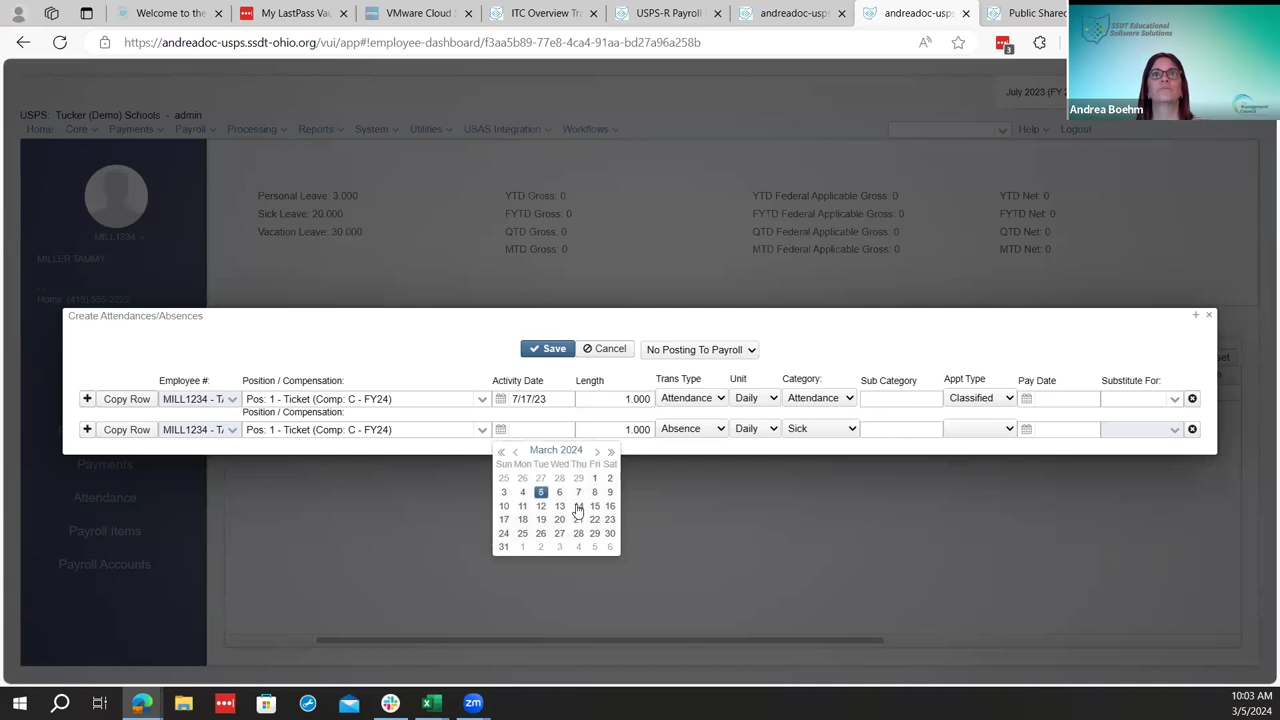 Welcome to the
My LastPass Vau
VMware Cloud S
ITC Overview Tra
USPS-R Payroll
andreadoc-usps.
andreadoc-usps
Public Shared
https://andreadoc-usps.ssdt-ohio.org/vui/app#!employee-dashboard/f3aa5b89-77e8-4ca4-91aa-bd27a96a258b
3
SSDT Educational
Software Solutions
Management
Council
Andrea Boehm
July 2023 (FY 2
USPS: Tucker (Demo) Schools - admin
Home Core Payments Payroll Processing Reports System Utilities USAS Integration Workflows Help Logout
Personal Leave: 3.000 YTD Gross: 0 YTD Federal Applicable Gross: 0 YTD Net: 0
Sick Leave: 20.000 FYTD Gross: 0 FYTD Federal Applicable Gross: 0 FYTD Net: 0
Vacation Leave: 30.000 QTD Gross: 0 QTD Federal Applicable Gross: 0 QTD Net: 0
MTD Gross: 0 MTD Federal Applicable Gross: 0 MTD Net: 0
MILL1234 --
MILLER TAMMY
Home (419) 555-2222
Create Attendances/Absences
Save Cancel No Posting To Payroll
Employee #: Position / Compensation: Activity Date Length Trans Type Unit Category: Sub Category Appt Type Pay Date Substitute For:
Copy Row MILL1234 - TA Pos: 1 - Ticket (Comp: C - FY24) 7/17/23 1.000 Attendance Daily Attendance Classified
Position / Compensation:
Copy Row MILL1234 - TA Pos: 1 - Ticket (Comp: C - FY24) 1.000 Absence Daily Sick
March 2024
Sun Mon Tue Wed Thu Fri Sat
25 26 27 28 29 1 2
3 4 5 6 7 8 9
10 11 12 13 14 15 16
17 18 19 20 21 22 23
24 25 26 27 28 29 30
31 1 2 3 4 5 6
Payments
Attendance
Payroll Items
Payroll Accounts
10:03 AM
3/5/2024